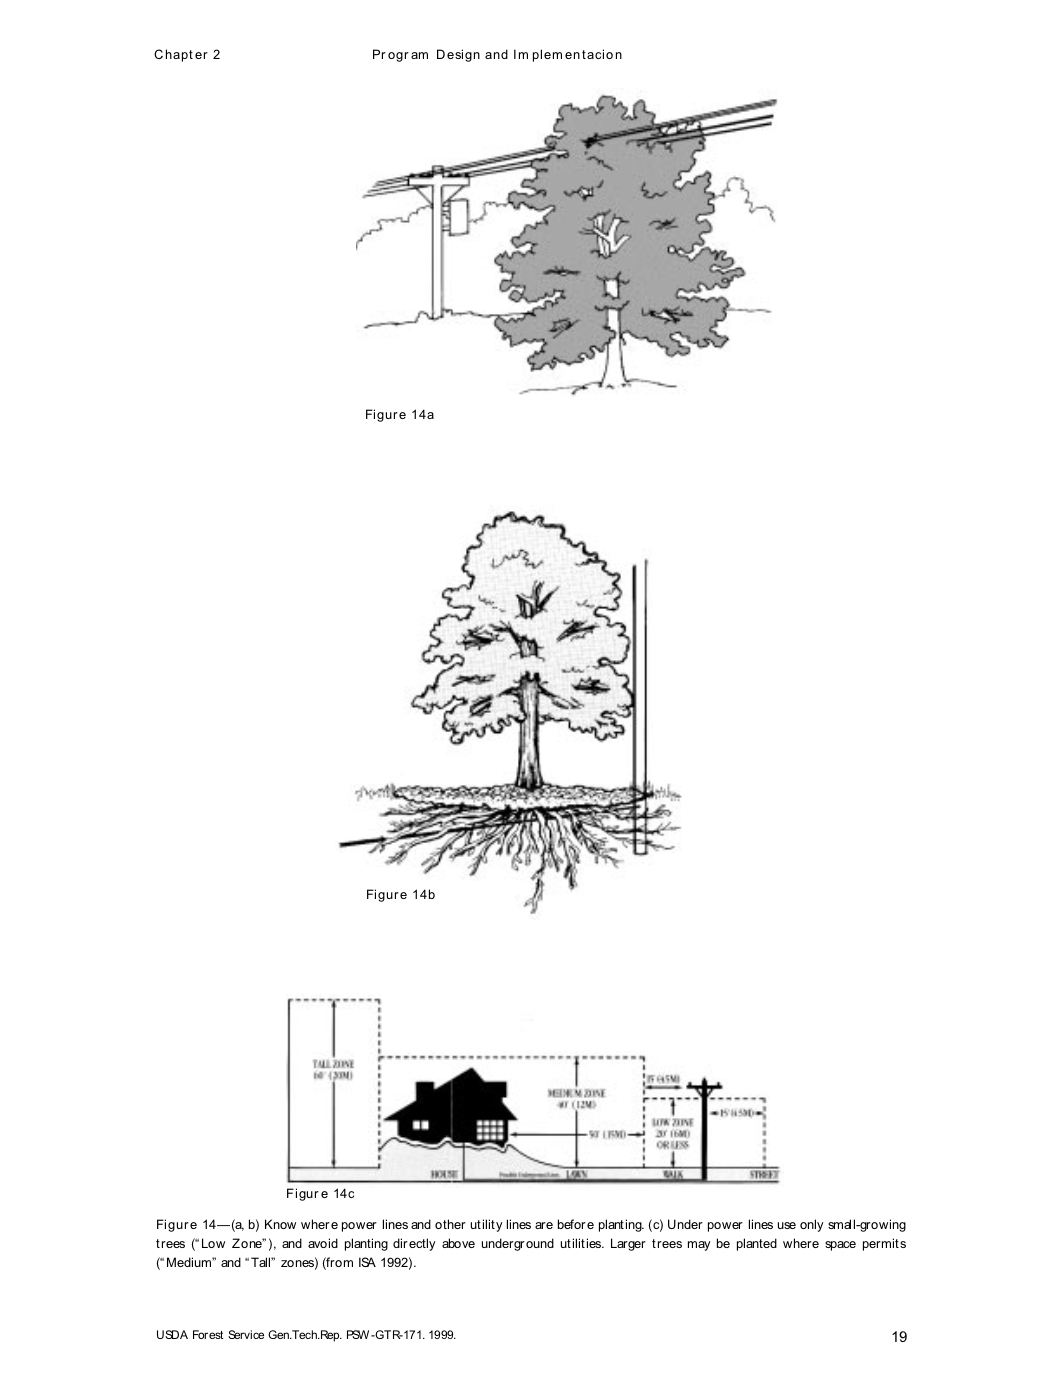 Chapter 2 Program Design and Implementacion
Figure 14a
Figure 14b
TALL ZONE
60' (20M)
MEDIUM ZONE
40' (12M)
50' (15M)
15' (4.5M)
LOW ZONE
20' (6M)
OR LESS
15' (4.5M)
HOUSE LAWN WALK STREET
Figure 14c
Figure 14—(a, b) Know where power lines and other utility lines are before planting. (c) Under power lines use only small-growing
trees (“Low Zone”), and avoid planting directly above underground utilities. Larger trees may be planted where space permits
(“Medium” and “Tall” zones) (from ISA 1992).
USDA Forest Service Gen.Tech.Rep. PSW-GTR-171. 1999. 19